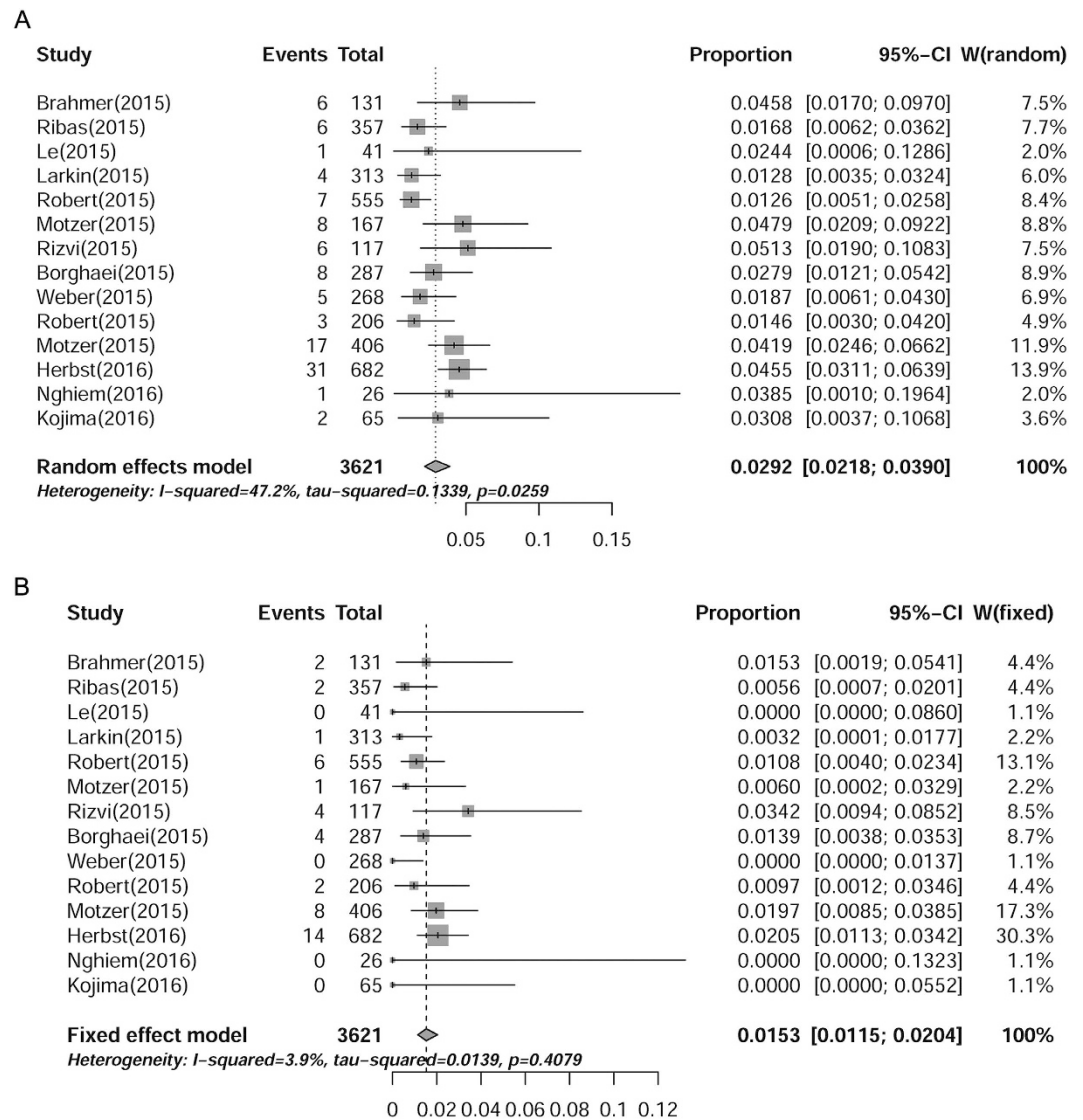 A
Study Events Total Proportion 95%–CI W(random)
Brahmer(2015) 6 131 0.0458 [0.0170; 0.0970] 7.5%
Ribas(2015) 6 357 0.0168 [0.0062; 0.0362] 7.7%
Le(2015) 1 41 0.0244 [0.0006; 0.1286] 2.0%
Larkin(2015) 4 313 0.0128 [0.0035; 0.0324] 6.0%
Robert(2015) 7 555 0.0126 [0.0051; 0.0258] 8.4%
Motzer(2015) 8 167 0.0479 [0.0209; 0.0922] 8.8%
Rizvi(2015) 6 117 0.0513 [0.0190; 0.1083] 7.5%
Borghaei(2015) 8 287 0.0279 [0.0121; 0.0542] 8.9%
Weber(2015) 5 268 0.0187 [0.0061; 0.0430] 6.9%
Robert(2015) 3 206 0.0146 [0.0030; 0.0420] 4.9%
Motzer(2015) 17 406 0.0419 [0.0246; 0.0662] 11.9%
Herbst(2016) 31 682 0.0455 [0.0311; 0.0639] 13.9%
Nghiem(2016) 1 26 0.0385 [0.0010; 0.1964] 2.0%
Kojima(2016) 2 65 0.0308 [0.0037; 0.1068] 3.6%
Random effects model 3621 0.0292 [0.0218; 0.0390] 100%
Heterogeneity: I–squared=47.2%, tau–squared=0.1339, p=0.0259
0.05 0.1 0.15
B
Study Events Total Proportion 95%–CI W(fixed)
Brahmer(2015) 2 131 0.0153 [0.0019; 0.0541] 4.4%
Ribas(2015) 2 357 0.0056 [0.0007; 0.0201] 4.4%
Le(2015) 0 41 0.0000 [0.0000; 0.0860] 1.1%
Larkin(2015) 1 313 0.0032 [0.0001; 0.0177] 2.2%
Robert(2015) 6 555 0.0108 [0.0040; 0.0234] 13.1%
Motzer(2015) 1 167 0.0060 [0.0002; 0.0329] 2.2%
Rizvi(2015) 4 117 0.0342 [0.0094; 0.0852] 8.5%
Borghaei(2015) 4 287 0.0139 [0.0038; 0.0353] 8.7%
Weber(2015) 0 268 0.0000 [0.0000; 0.0137] 1.1%
Robert(2015) 2 206 0.0097 [0.0012; 0.0346] 4.4%
Motzer(2015) 8 406 0.0197 [0.0085; 0.0385] 17.3%
Herbst(2016) 14 682 0.0205 [0.0113; 0.0342] 30.3%
Nghiem(2016) 0 26 0.0000 [0.0000; 0.1323] 1.1%
Kojima(2016) 0 65 0.0000 [0.0000; 0.0552] 1.1%
Fixed effect model 3621 0.0153 [0.0115; 0.0204] 100%
Heterogeneity: I–squared=3.9%, tau–squared=0.0139, p=0.4079
0 0.02 0.04 0.06 0.08 0.1 0.12